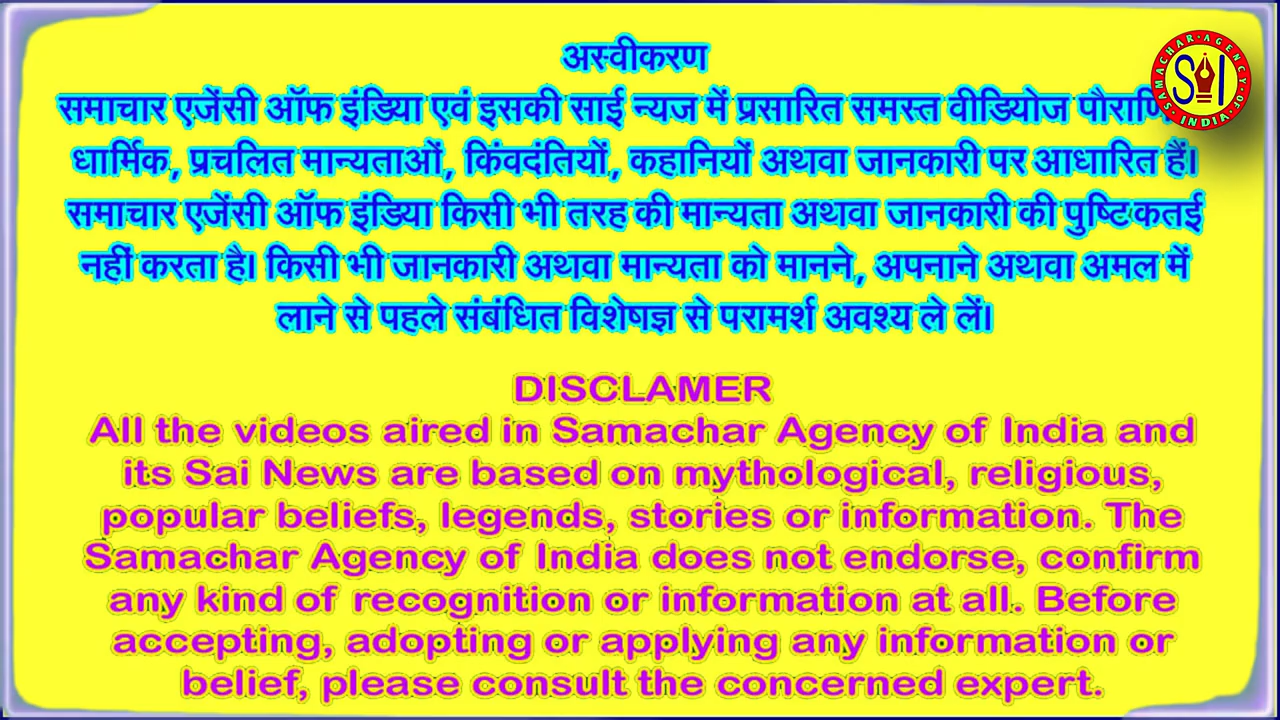 अस्वीकरण
समाचार एजेंसी ऑफ इंडिया एवं इसकी साई न्यज में प्रसारित समस्त वीडियोज
धार्मिक, प्रचलित मान्यताओं, किंवदंतियों, कहानियों अथवा जानकारी पर आधारित हैं।
समाचार एजेंसी ऑफ इंडिया किसी भी तरह की मान्यता अथवा जानकारी की पुष्टि कतई
नहीं करता है। किसी भी जानकारी अथवा मान्यता को मानने, अपनाने अथवा अमल में
लाने से पहले संबंधित विशेषज्ञ से परामर्श अवश्य ले लें।
DISCLAMER
All the videos aired in Samachar Agency of India and
its Sai News are based on mythological, religious,
popular beliefs, legends, stories or information. The
Samachar Agency of India does not endorse, confirm
any kind of recognition or information at all. Before
accepting, adopting or applying any information or
belief, please consult the concerned expert.
SAMACHAR·AGENCY·OF·INDIA·
SAI